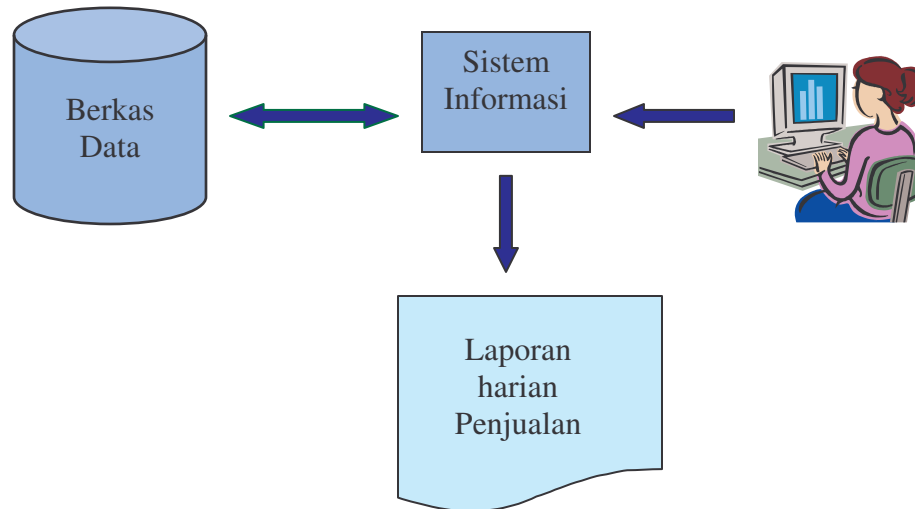 Berkas
Data
Sistem
Informasi
Laporan
harian
Penjualan